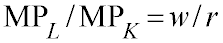 MP_L/MP_K = w/r